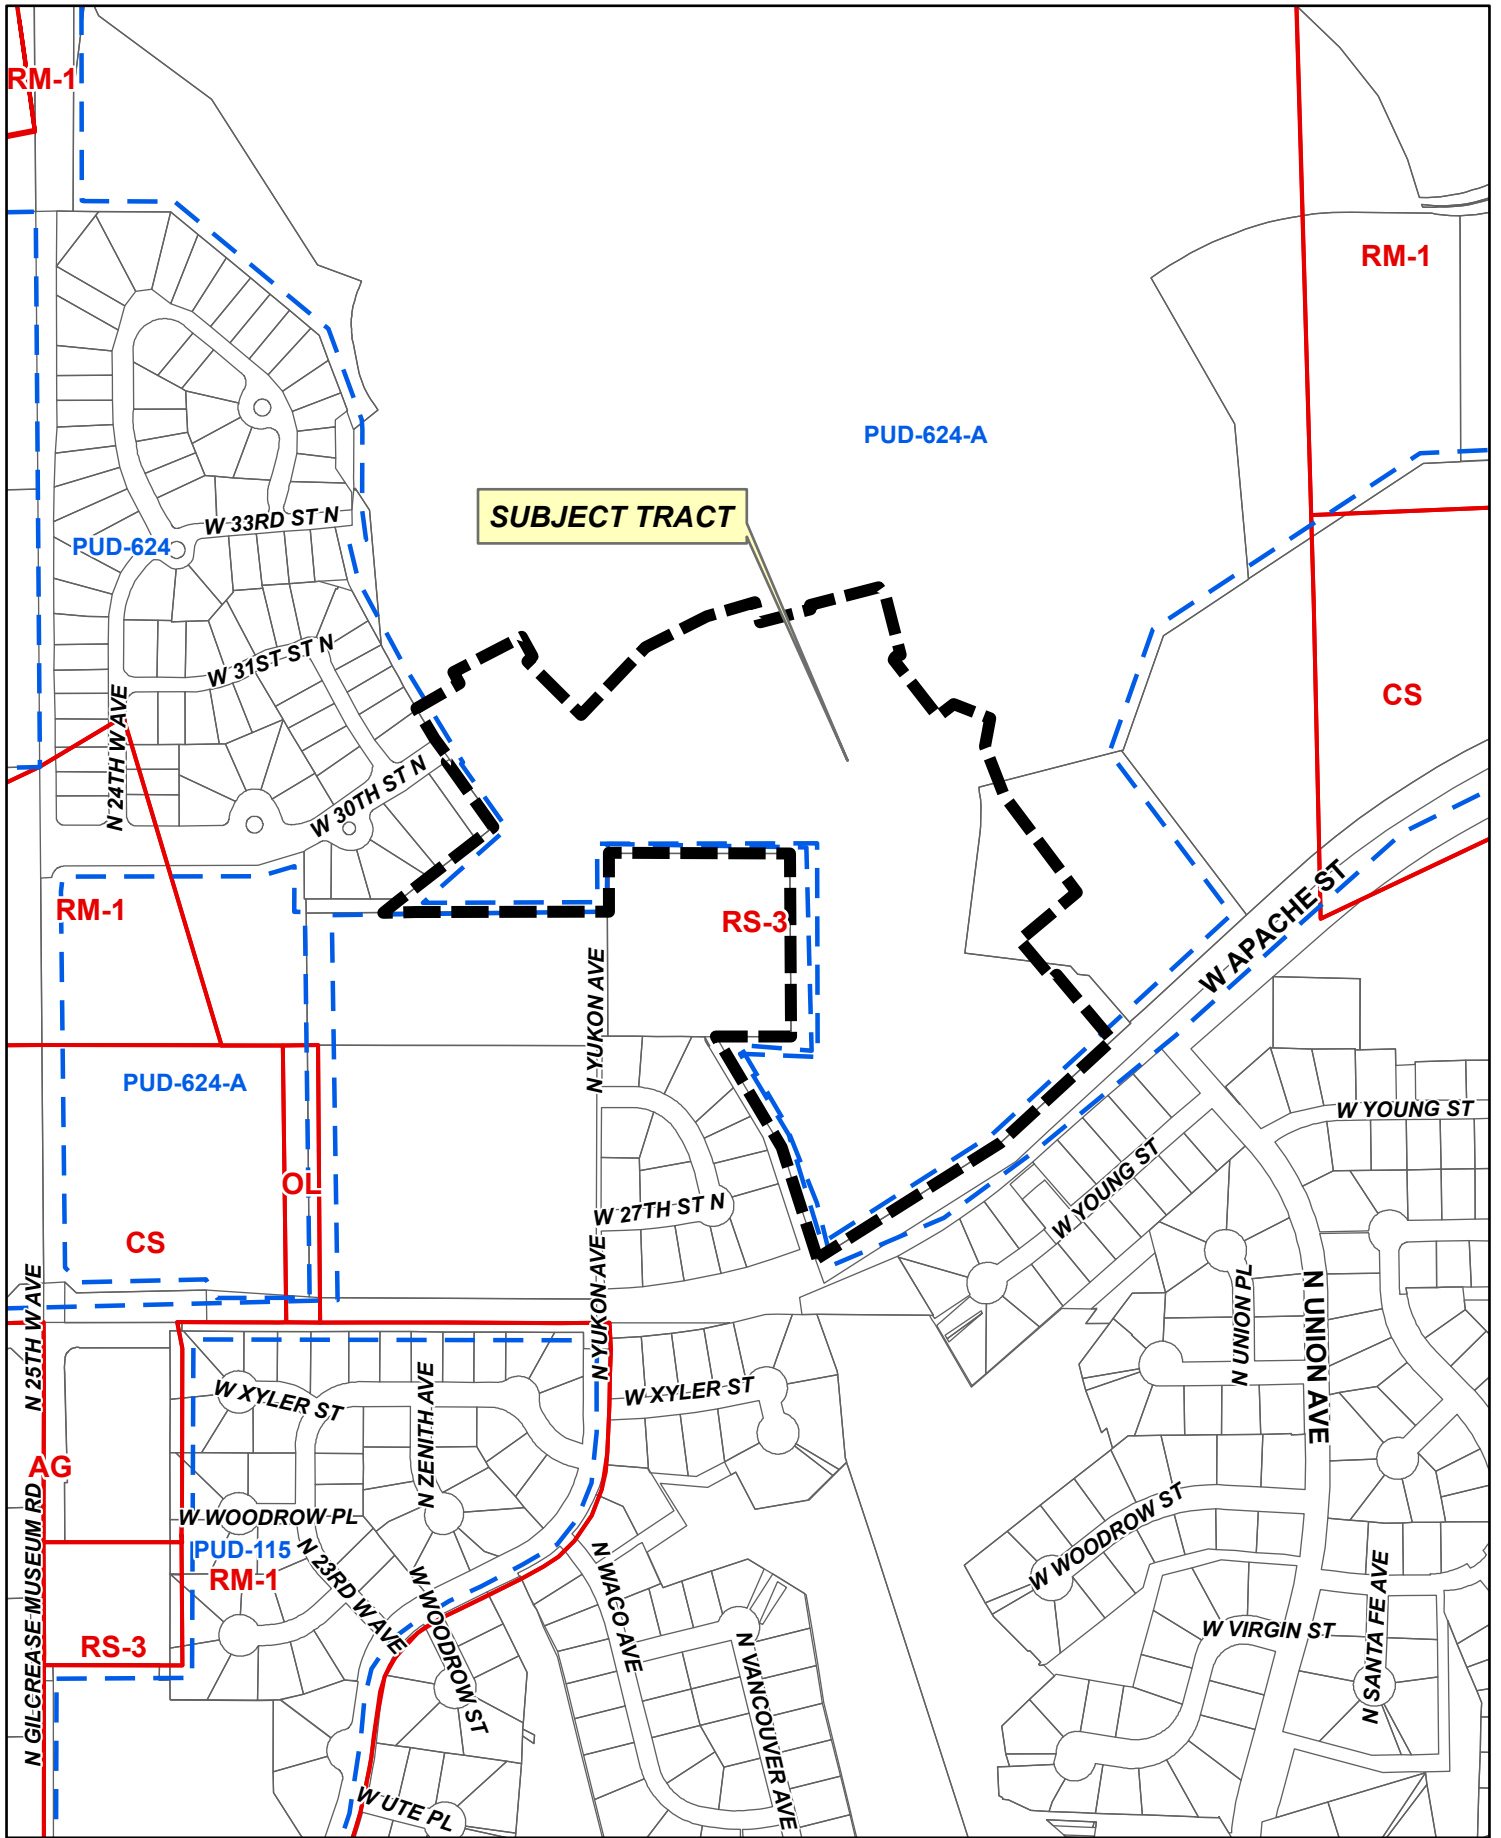 RM-1
RM-1
PUD-624-A
SUBJECT TRACT
W 33RD ST N
PUD-624
W 31ST ST N
CS
N 24TH W AVE
W 30TH ST N
RM-1
RS-3
W APACHE ST
N YUKON AVE
PUD-624-A
W YOUNG ST
OL
W YOUNG ST
W 27TH ST N
CS
N 25TH W AVE
N YUKON AVE
N UNION PL
N UNION AVE
W XYLER ST
W XYLER ST
N ZENITH AVE
AG
W WOODROW PL
W WOODROW ST
PUD-115
RM-1
N 23RD W AVE
W WOODROW ST
N WACO AVE
N GILCREASE MUSEUM RD
RS-3
W VIRGIN ST
N SANTA FE AVE
N VANCOUVER AVE
W UTE PL